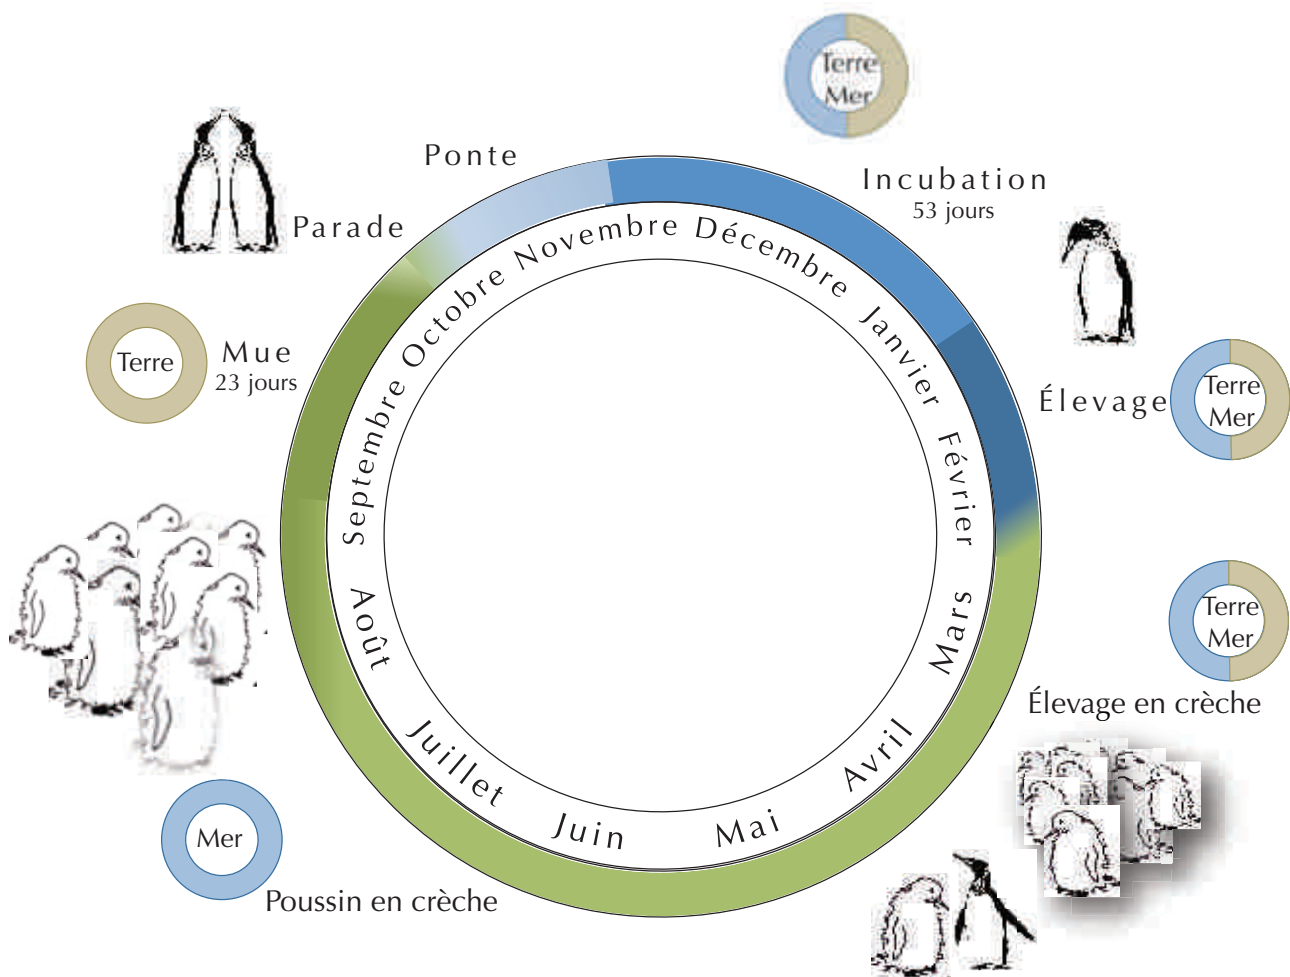 Terre
Mer
Ponte
Incubation
53 jours
Parade
Mue
23 jours
Terre
Élevage
Terre
Mer
Terre
Mer
Élevage en crèche
Mer
Poussin en crèche
Janvier
Février
Mars
Avril
Mai
Juin
Juillet
Août
Septembre
Octobre
Novembre
Décembre